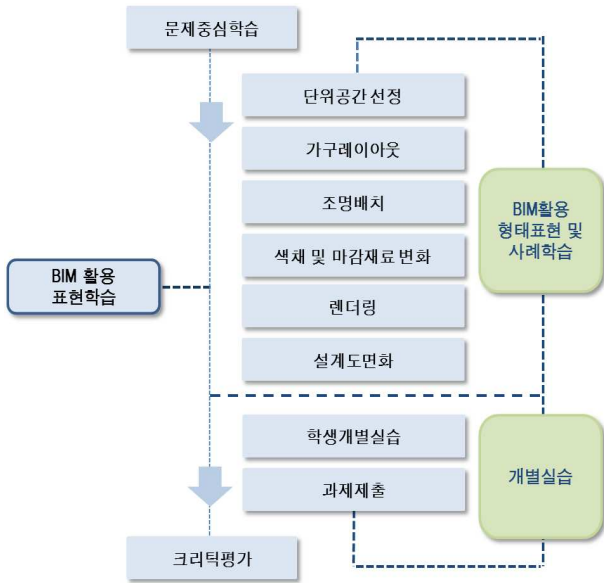 문제중심학습
단위공간 선정
가구레이아웃
조명배치
색채 및 마감재료 변화
렌더링
설계도면화
BIM활용
형태표현 및
사례학습
BIM 활용
표현학습
학생개별실습
과제제출
개별실습
크리틱평가